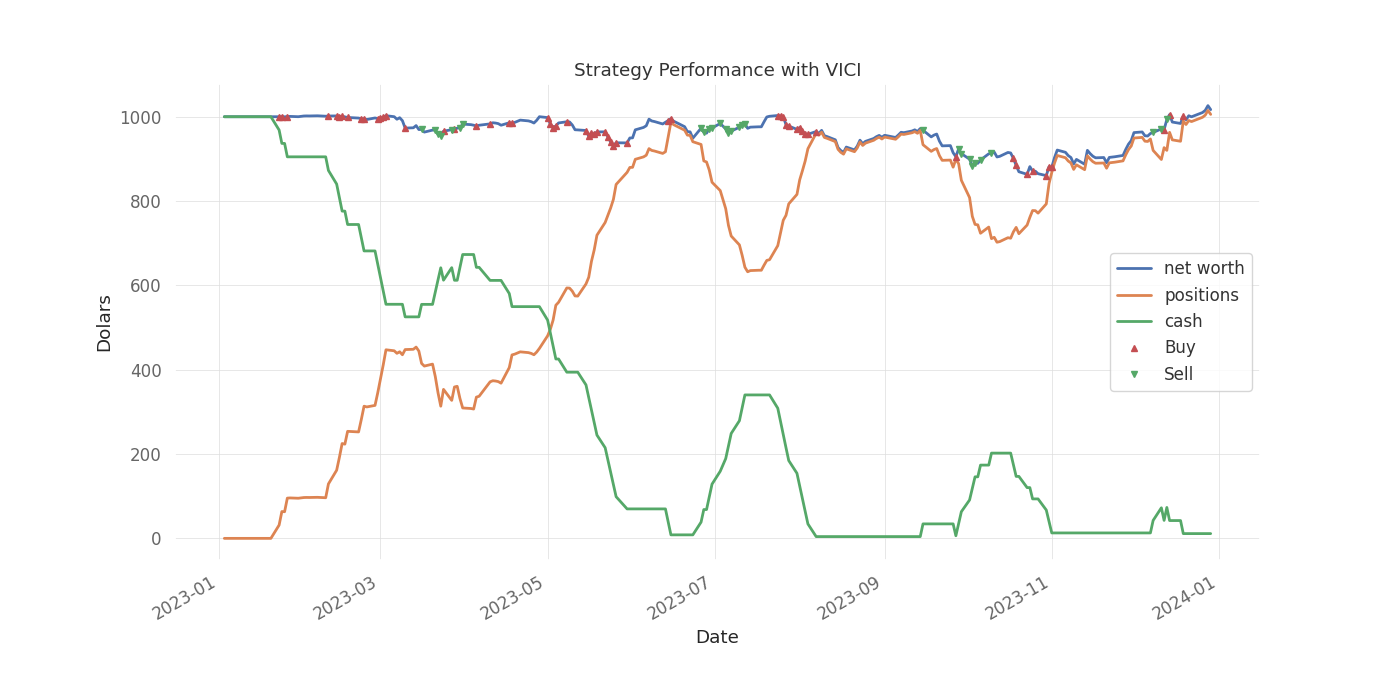 Strategy Performance with VICI
1000
800
600
400
200
0
Dolars
net worth
positions
cash
Buy
Sell
2023-01
2023-03
2023-05
2023-07
2023-09
2023-11
2024-01
Date